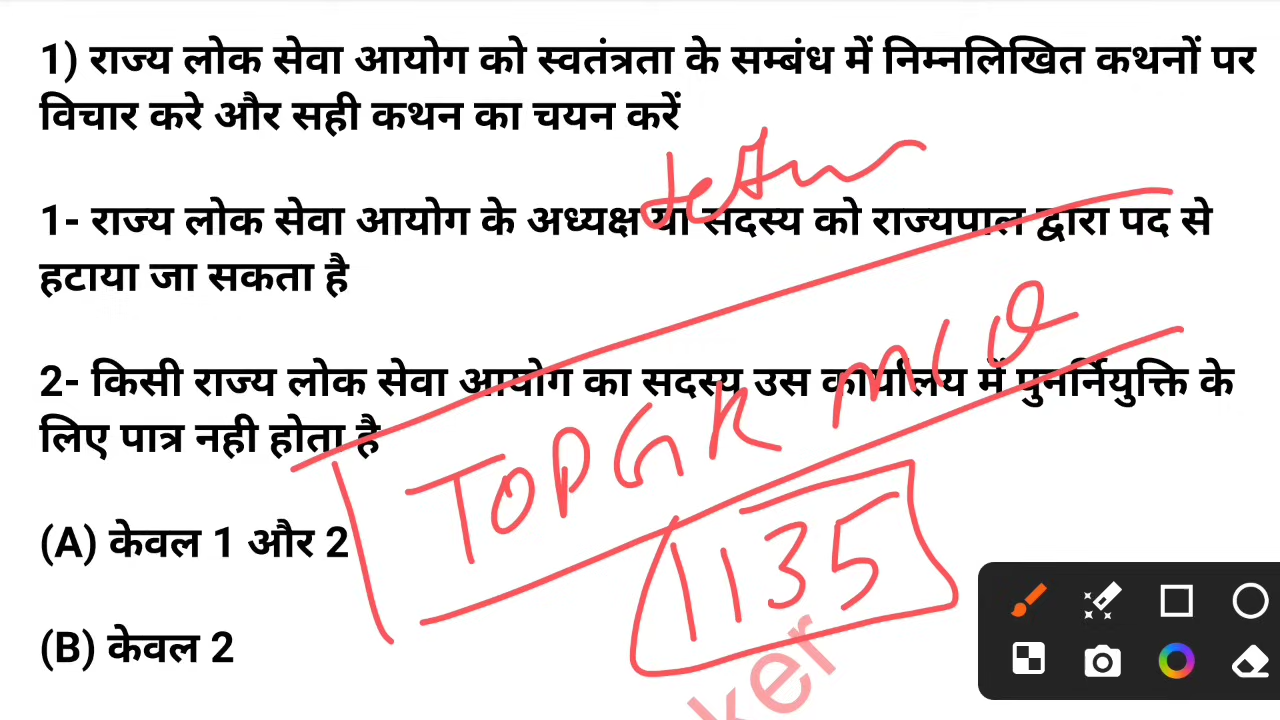 1) राज्य लोक सेवा आयोग को स्वतंत्रता के सम्बंध में निम्नलिखित कथनों पर
विचार करे और सही कथन का चयन करें
1- राज्य लोक सेवा आयोग के अध्यक्ष या सदस्य को राज्यपाल द्वारा पद से
हटाया जा सकता है
2- किसी राज्य लोक सेवा आयोग का सदस्य उस कार्यालय में पुनर्नियुक्ति के
लिए पात्र नही होता है
TOPGK MCQ
(A) केवल 1 और 2
1135
(B) केवल 2
ker